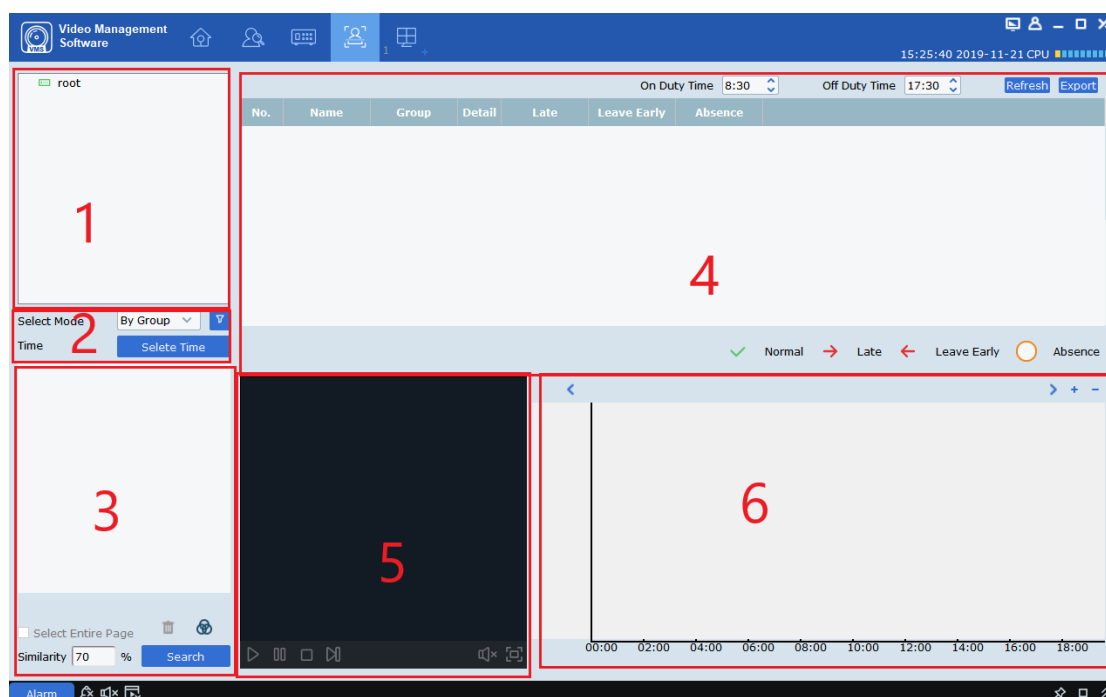 Video Management
Software
VMS
1
15:25:40 2019-11-21 CPU
root
1
On Duty Time 8:30 Off Duty Time 17:30 Refresh Export
No. Name Group Detail Late Leave Early Absence
4
Select Mode By Group
2
Time Selete Time
Normal Late Leave Early Absence
3
5
6
Select Entire Page
Similarity 70 % Search
00:00 02:00 04:00 06:00 08:00 10:00 12:00 14:00 16:00 18:00
Alarm